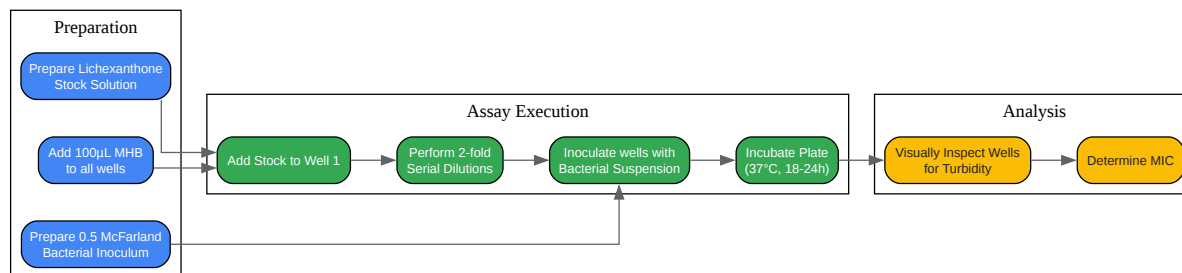 Preparation
Prepare Lichexanthone
Stock Solution
Add 100µL MHB
to all wells
Prepare 0.5 McFarland
Bacterial Inoculum
Assay Execution
Add Stock to Well 1
Perform 2-fold
Serial Dilutions
Inoculate wells with
Bacterial Suspension
Incubate Plate
(37°C, 18-24h)
Analysis
Visually Inspect Wells
for Turbidity
Determine MIC